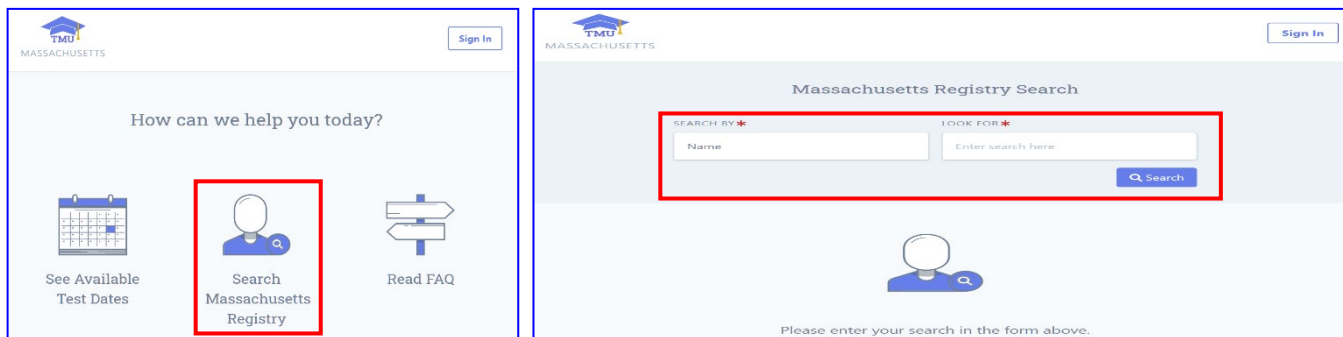 TMU
MASSACHUSETTS
Sign In
How can we help you today?
See Available
Test Dates
Search
Massachusetts
Registry
Read FAQ
TMU
MASSACHUSETTS
Sign In
Massachusetts Registry Search
SEARCH BY*
LOOK FOR*
Name
Enter search here
Search
Please enter your search in the form above.